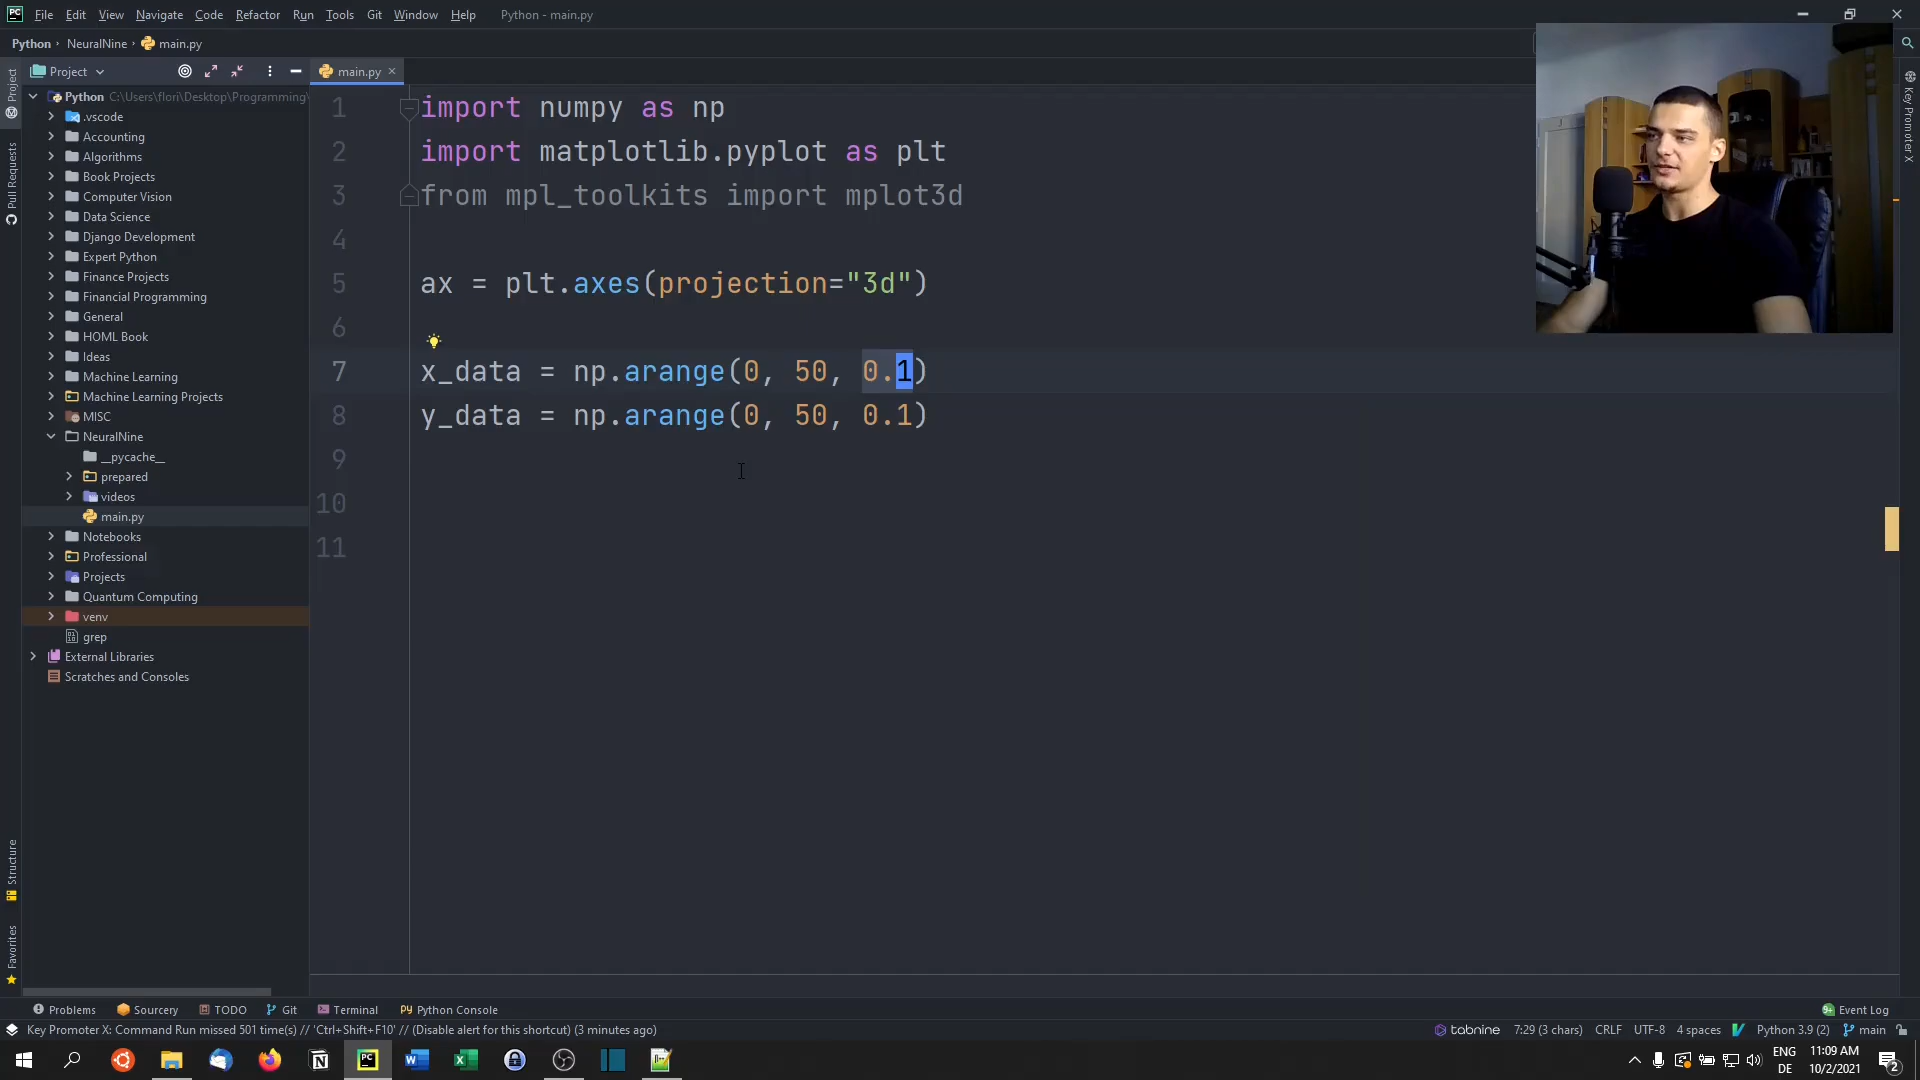 File Edit View Navigate Code Refactor Run Tools Git Window Help Python - main.py
Python NeuralNine main.py
Project
main.py
Python C:\Users\flori\Desktop\Programming\
.vscode
Accounting
Algorithms
Book Projects
Computer Vision
Data Science
Django Development
Expert Python
Finance Projects
Financial Programming
General
HOML Book
Ideas
Machine Learning
Machine Learning Projects
MISC
NeuralNine
__pycache__
prepared
videos
main.py
Notebooks
Professional
Projects
Quantum Computing
venv
grep
External Libraries
Scratches and Consoles
Project
Pull Requests
Structure
Favorites
1 import numpy as np
2 import matplotlib.pyplot as plt
3 from mpl_toolkits import mplot3d
4
5 ax = plt.axes(projection="3d")
6
7 x_data = np.arange(0, 50, 0.1)
8 y_data = np.arange(0, 50, 0.1)
9
10
11
Key Promoter X
Problems Sourcery TODO Git Terminal Python Console Event Log
Key Promoter X: Command Run missed 501 time(s) // 'Ctrl+Shift+F10' // (Disable alert for this shortcut) (3 minutes ago)
tabnine 7:29 (3 chars) CRLF UTF-8 4 spaces Python 3.9 (2) main
ENG
DE
11:09 AM
10/2/2021
2